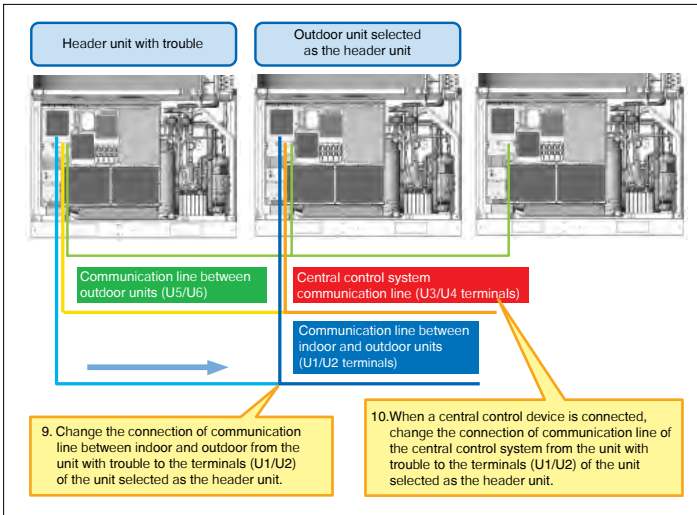 Header unit with trouble
Outdoor unit selected
as the header unit
Communication line between
outdoor units (U5/U6)
Central control system
communication line (U3/U4 terminals)
Communication line between
indoor and outdoor units
(U1/U2 terminals)
9. Change the connection of communication
line between indoor and outdoor from the
unit with trouble to the terminals (U1/U2)
of the unit selected as the header unit.
10.When a central control device is connected,
change the connection of communication line of
the central control system from the unit with
trouble to the terminals (U1/U2) of the unit
selected as the header unit.